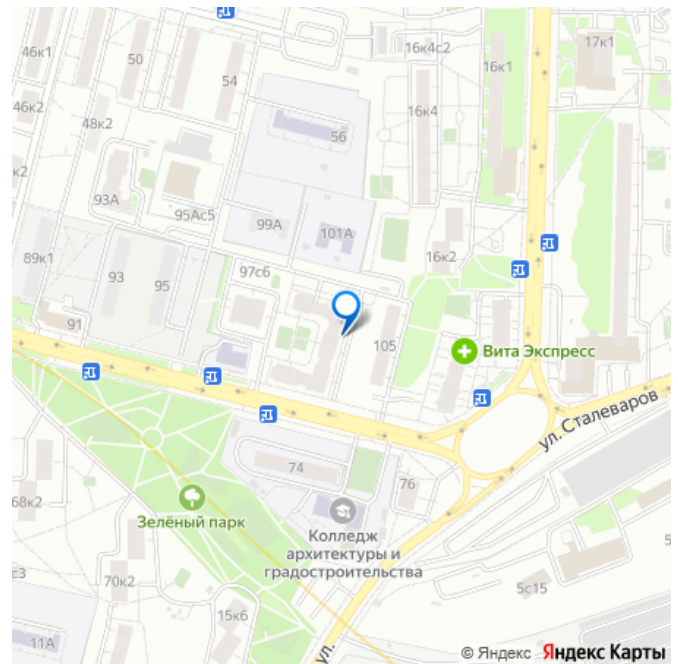 46к1
50
54
16к4с2
16к1
17к1
46к2
48к2
56
16к4
к2
93А
95Ас5
99А
101А
16к2
89к1
93
95
97с6
91
105
Вита Экспресс
ул. Сталеваров
74
76
68к2
Зелёный парк
Колледж
архитектуры и
градостроительства
5
с3
70к2
5с15
15к6
11А
ул.
© Яндекс Яндекс Карты